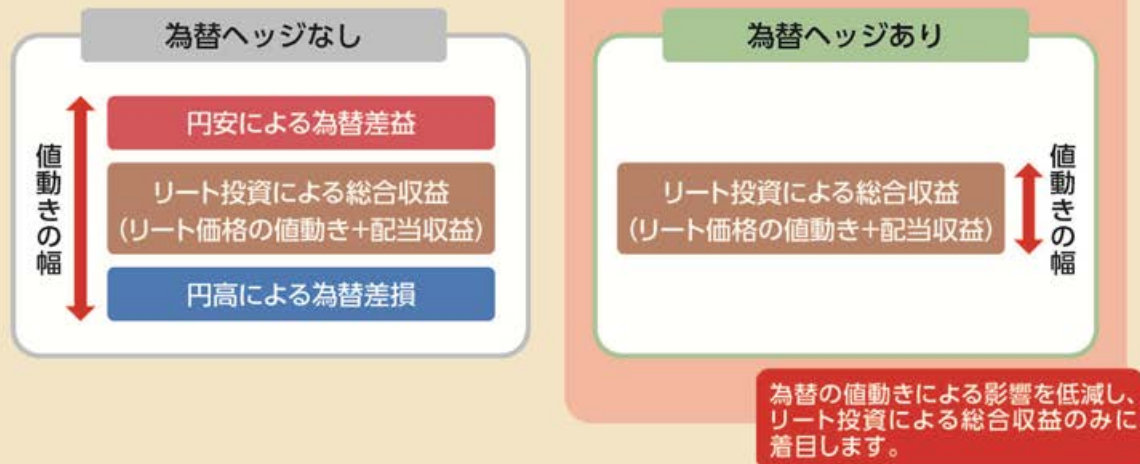 為替ヘッジなし
値動きの幅
円安による為替差益
リート投資による総合収益
(リート価格の値動き+配当収益)
円高による為替差損
為替ヘッジあり
リート投資による総合収益
(リート価格の値動き+配当収益)
値動きの幅
為替の値動きによる影響を低減し、
リート投資による総合収益のみに
着目します。